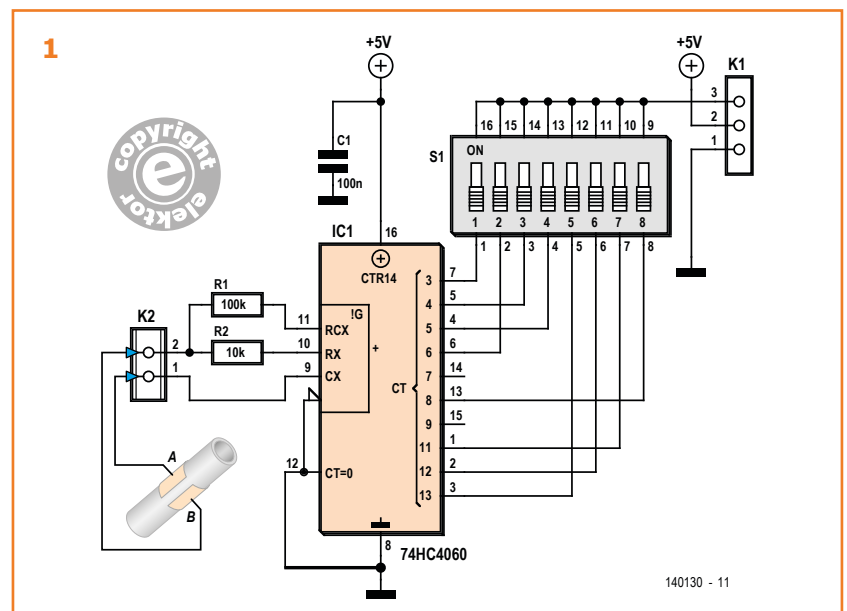 1
+5V
+5V
K1
3
2
1
16 15 14 13 12 11 10 9
S1
ON
1 2 3 4 5 6 7 8
1 2 3 4 5 6 7 8
copyright
e
elektor
C1
100n
IC1
16
CTR14
R1
100k
R2
10k
K2
2
1
11
10
9
12
!G
RCX
RX
CX
+
CT=0
CT
3 7
4 5
5 4
6 6
7 14
8 13
9 15
11 1
12 2
13 3
A
B
8
74HC4060
140130 - 11